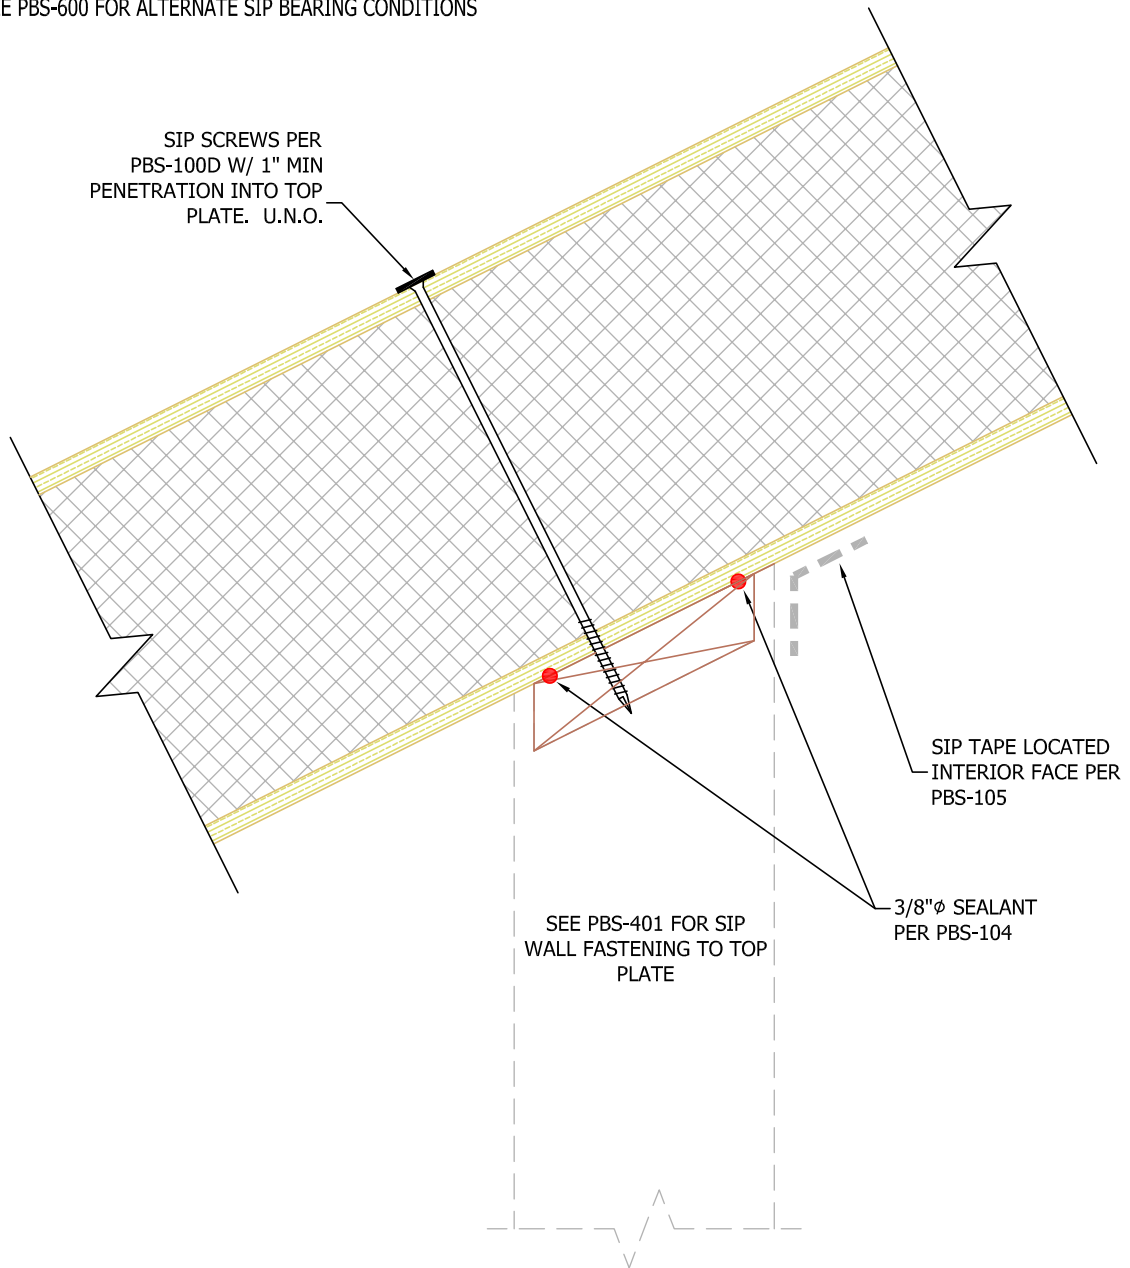 PBS-600 FOR ALTERNATE SIP BEARING CONDITIONS
SIP SCREWS PER
PBS-100D W/ 1" MIN
PENETRATION INTO TOP
PLATE. U.N.O.
SIP TAPE LOCATED
INTERIOR FACE PER
PBS-105
3/8"φ SEALANT
PER PBS-104
SEE PBS-401 FOR SIP
WALL FASTENING TO TOP
PLATE